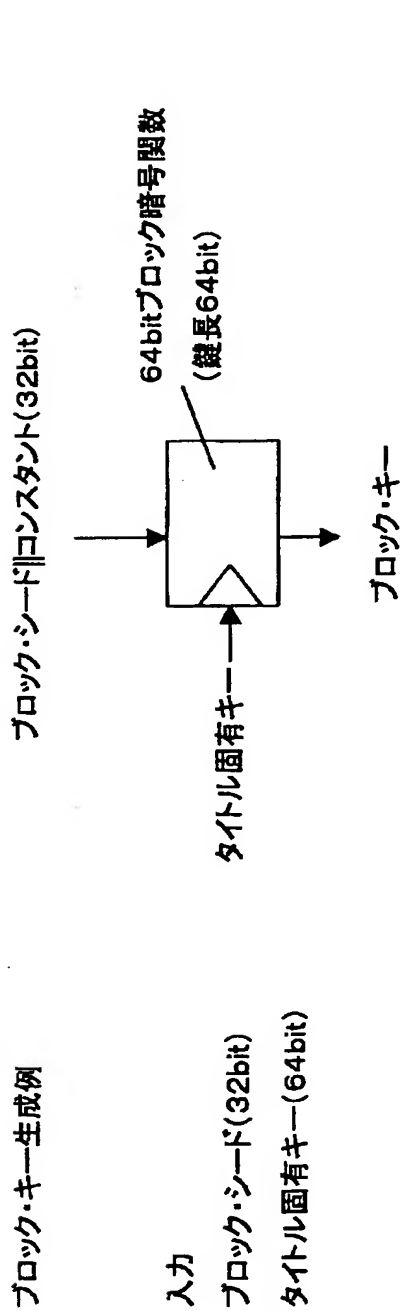 ブロック・キー生成例
入力
ブロック・シード(32bit)
タイトル固有キー(64bit)
ブロック・シード||コンスタント(32bit)
64bitブロック暗号関数
(鍵長64bit)
タイトル固有キー
ブロック・キー